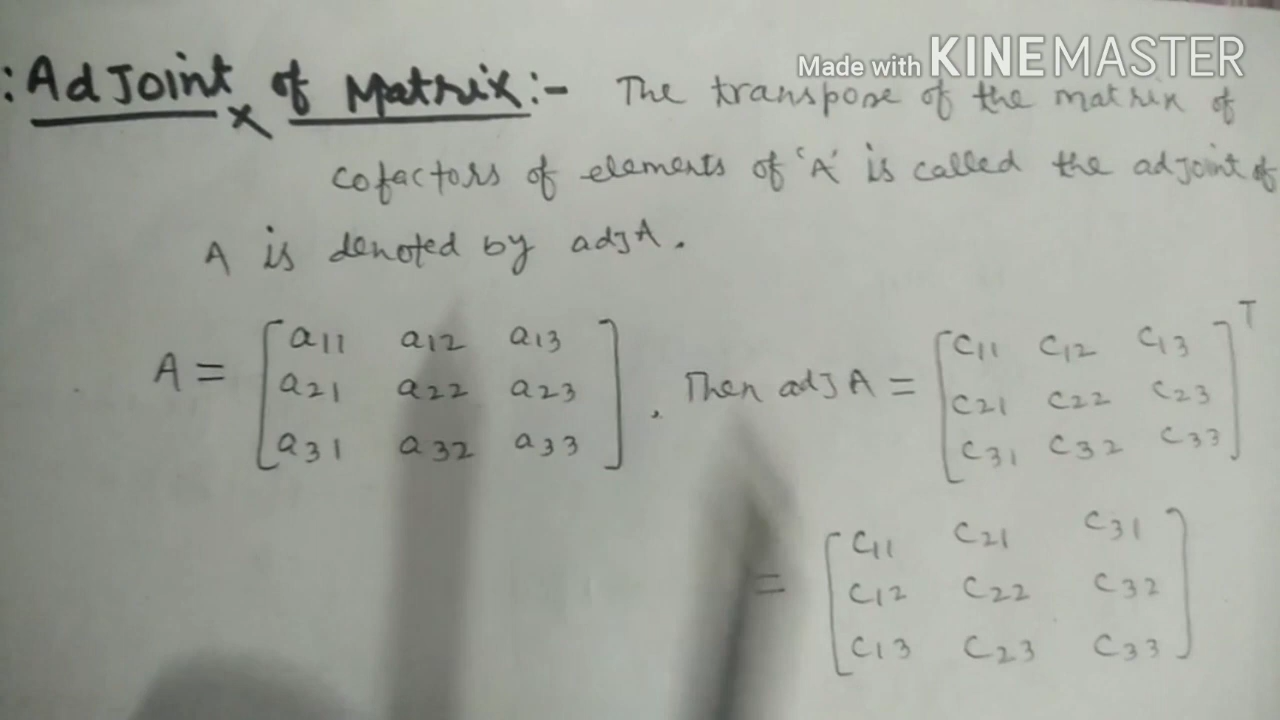 Made with KINEMASTER
: AdJoint of Matrix:- The transpose of the matrix of
x
cofactors of elements of 'A' is called the adjoint of
A is denoted by adjA.
A = [a11 a12 a13
a21 a22 a23
a31 a32 a33]. Then adj A = [c11 c12 c13
c21 c22 c23
c31 c32 c33]T
= [c11 c21 c31
c12 c22 c32
c13 c23 c33]